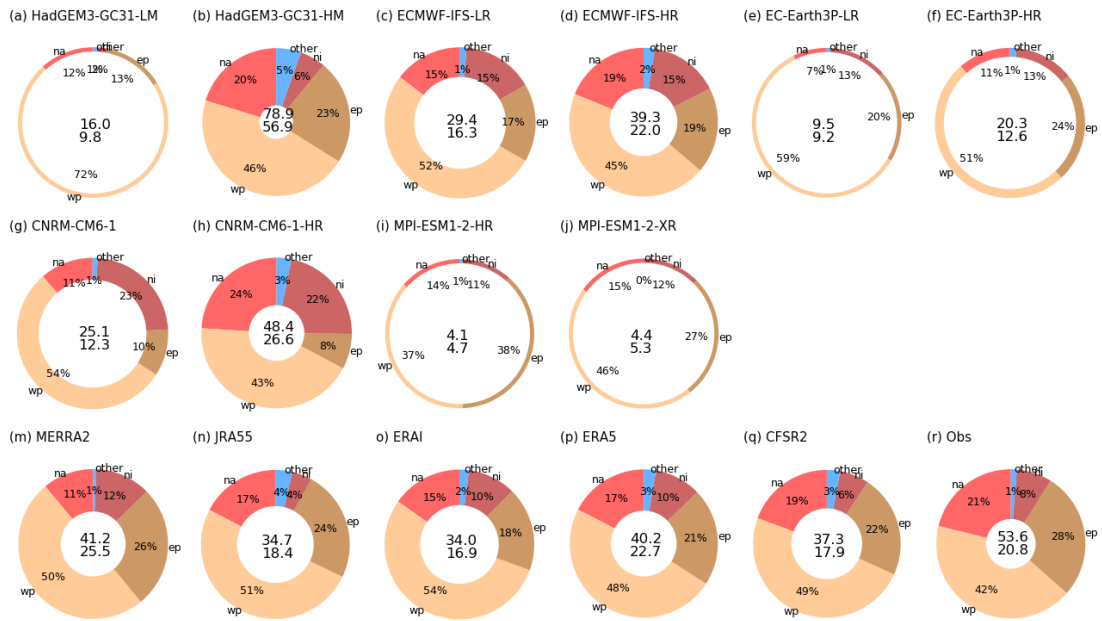 (a) HadGEM3-GC31-LM
(b) HadGEM3-GC31-HM
(c) ECMWF-IFS-LR
(d) ECMWF-IFS-HR
(e) EC-Earth3P-LR
(f) EC-Earth3P-HR
na
other
ep
12%
1%
2%
13%
16.0
9.8
72%
wp
na
other
ni
20%
5%
6%
23%
ep
78.9
56.9
46%
wp
na
other
ni
15%
1%
15%
17%
ep
29.4
16.3
52%
wp
na
other
ni
19%
2%
15%
19%
ep
39.3
22.0
45%
wp
na
other
ni
7%
1%
13%
20%
ep
9.5
9.2
59%
wp
na
other
ni
11%
1%
13%
24%
ep
20.3
12.6
51%
wp
(g) CNRM-CM6-1
(h) CNRM-CM6-1-HR
(i) MPI-ESM1-2-HR
(j) MPI-ESM1-2-XR
na
other
ni
11%
1%
23%
25.1
12.3
10%
ep
54%
wp
na
other
ni
24%
3%
22%
48.4
26.6
8%
ep
43%
wp
na
other
ni
14%
1%
11%
4.1
4.7
37%
38%
ep
wp
na
other
ni
15%
0%
12%
27%
ep
4.4
5.3
46%
wp
(m) MERRA2
(n) JRA55
o) ERAI
(p) ERA5
(q) CFSR2
(r) Obs
na
other
ni
11%
1%
12%
41.2
25.5
26%
ep
50%
wp
na
other
ni
17%
4%
4%
24%
ep
34.7
18.4
51%
wp
na
other
ni
15%
2%
10%
18%
ep
34.0
16.9
54%
wp
na
other
ni
17%
3%
10%
21%
ep
40.2
22.7
48%
wp
na
other
ni
19%
3%
6%
22%
ep
37.3
17.9
49%
wp
na
other
ni
21%
1%
8%
28%
ep
53.6
20.8
42%
wp